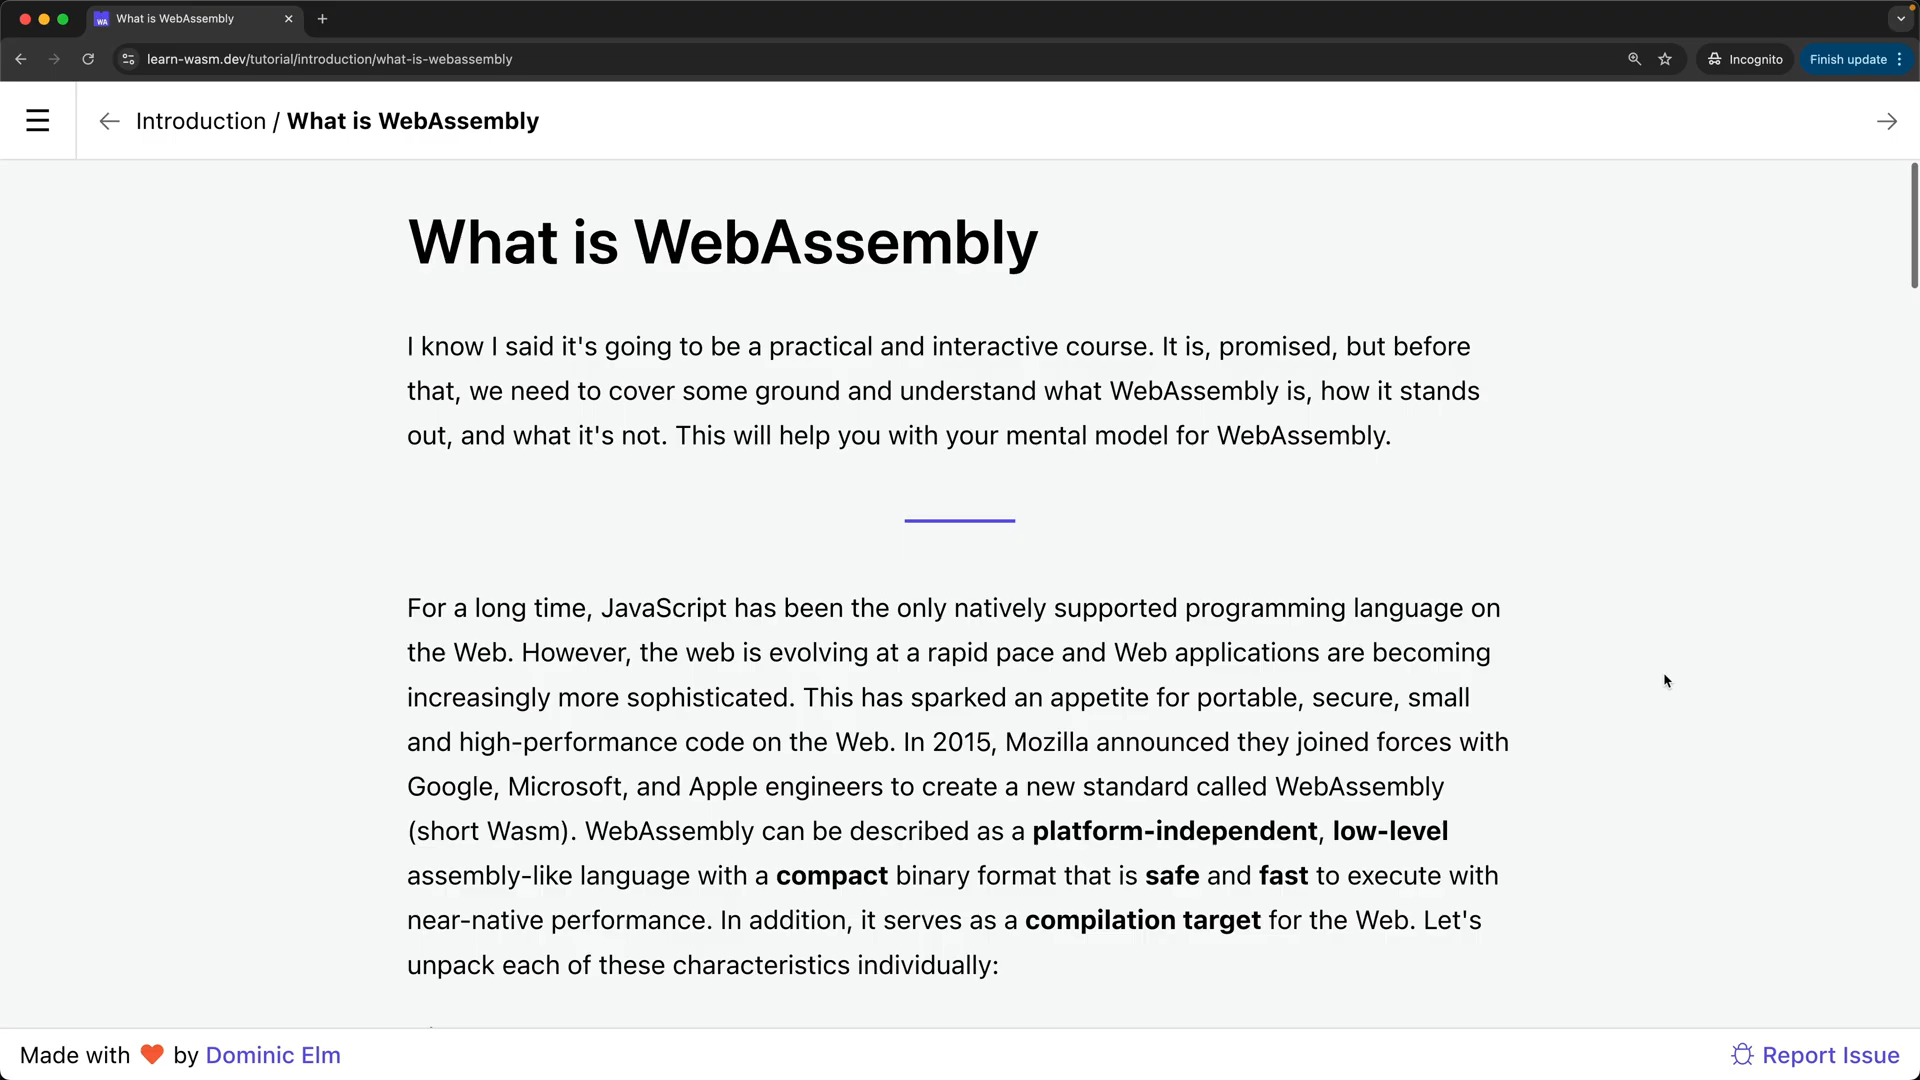 What is WebAssembly
learn-wasm.dev/tutorial/introduction/what-is-webassembly
Incognito
Finish update
Introduction / What is WebAssembly
What is WebAssembly
I know I said it's going to be a practical and interactive course. It is, promised, but before
that, we need to cover some ground and understand what WebAssembly is, how it stands
out, and what it's not. This will help you with your mental model for WebAssembly.
For a long time, JavaScript has been the only natively supported programming language on
the Web. However, the web is evolving at a rapid pace and Web applications are becoming
increasingly more sophisticated. This has sparked an appetite for portable, secure, small
and high-performance code on the Web. In 2015, Mozilla announced they joined forces with
Google, Microsoft, and Apple engineers to create a new standard called WebAssembly
(short Wasm). WebAssembly can be described as a platform-independent, low-level
assembly-like language with a compact binary format that is safe and fast to execute with
near-native performance. In addition, it serves as a compilation target for the Web. Let's
unpack each of these characteristics individually:
Made with ❤ by Dominic Elm
Report Issue